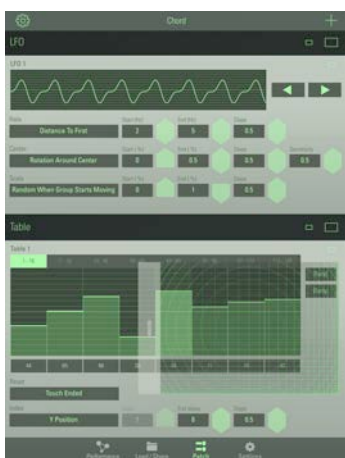 Chord
LFO
LFO 1
Rate Start (Hz) End (Hz) Slew
Distance To First 2 5 0.5
Center Start (%) End (%) Slew
Rotation Around Center 0 0.5 0.5 0.5
Scale Start (%) End (%) Slew
Random When Group Starts Moving 0 1 0.5
Table
Table 1
1 - 16
Reset
Touch Ended
Index
Y Position 0 0.5
Performance Load / Share Patch Settings